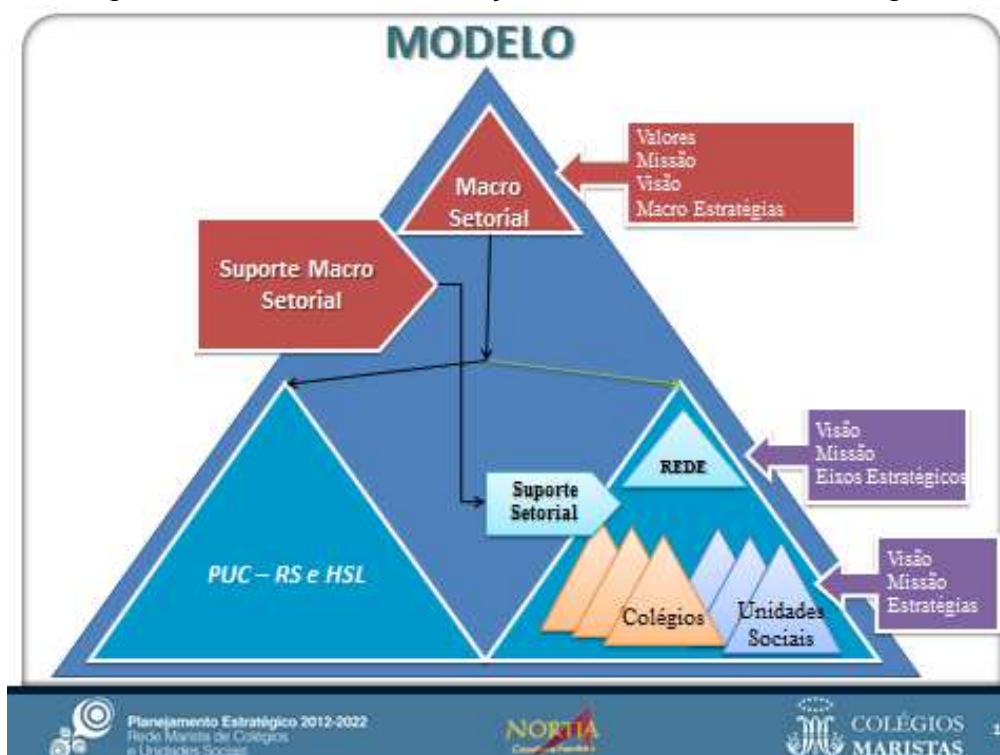 MODELO
Macro
Setorial
Valores
Missão
Visão
Macro Estratégias
Suporte Macro
Setorial
REDE
Visão
Missão
Eixos Estratégicos
Suporte
Setorial
PUC – RS e HSL
Colégios
Unidades
Sociais
Visão
Missão
Estratégias
Planejamento Estratégico 2012-2022
Rede Marista de Colégios
e Unidades Sociais
NORTIA
COLÉGIOS
MARISTAS